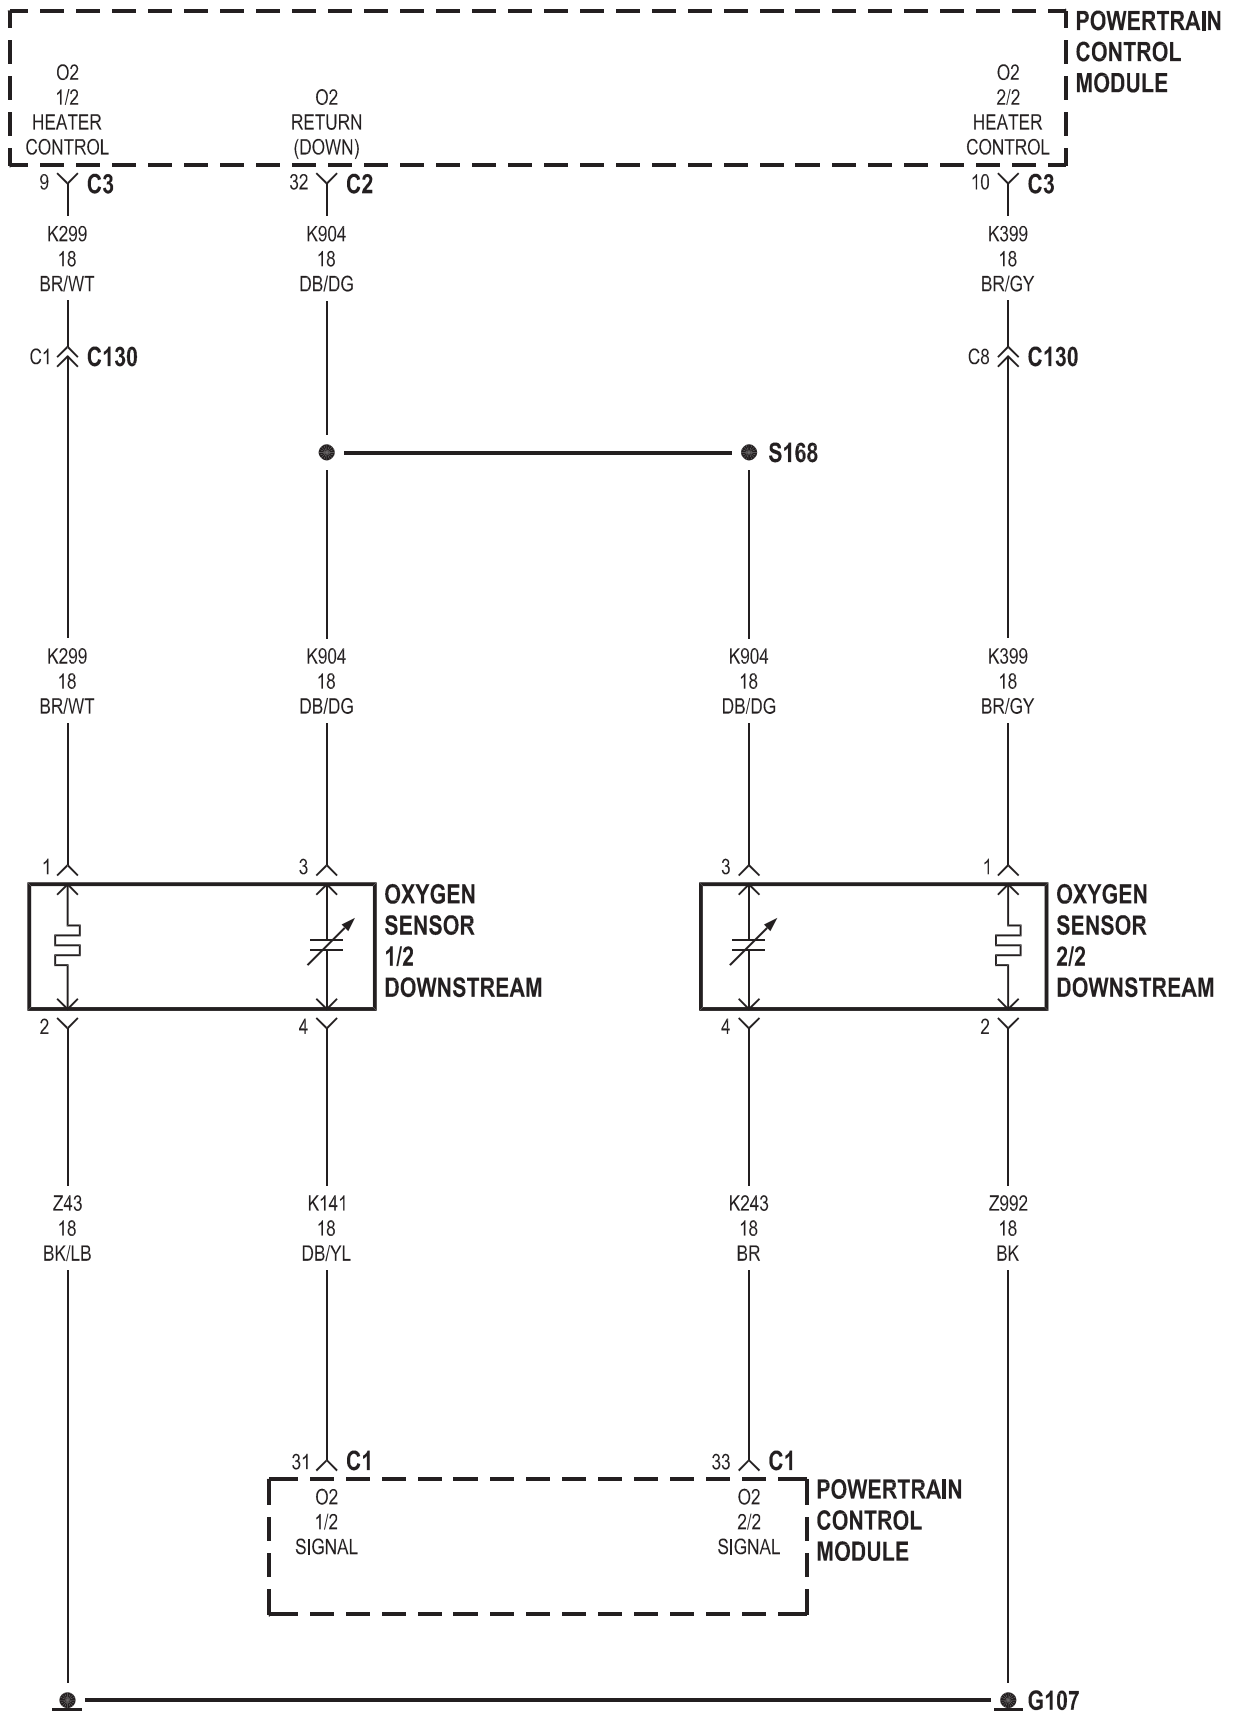 POWERTRAIN
CONTROL
MODULE
O2
1/2
HEATER
CONTROL
O2
RETURN
(DOWN)
O2
2/2
HEATER
CONTROL
9 C3
32 C2
10 C3
K299
18
BR/WT
K904
18
DB/DG
K399
18
BR/GY
C1 C130
C8 C130
S168
K299
18
BR/WT
K904
18
DB/DG
K904
18
DB/DG
K399
18
BR/GY
1
3
3
1
OXYGEN
SENSOR
1/2
DOWNSTREAM
OXYGEN
SENSOR
2/2
DOWNSTREAM
2
4
4
2
Z43
18
BK/LB
K141
18
DB/YL
K243
18
BR
Z992
18
BK
31 C1
33 C1
O2
1/2
SIGNAL
O2
2/2
SIGNAL
POWERTRAIN
CONTROL
MODULE
G107